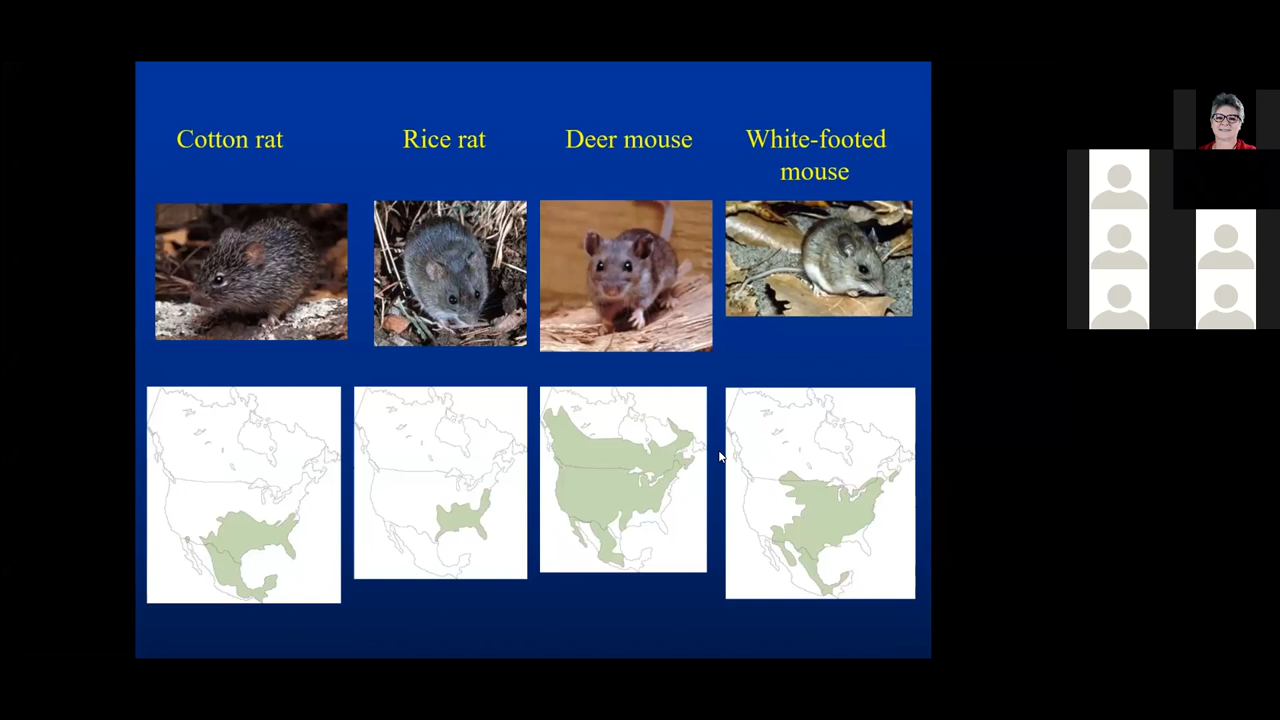 Cotton rat
Rice rat
Deer mouse
White-footed
mouse